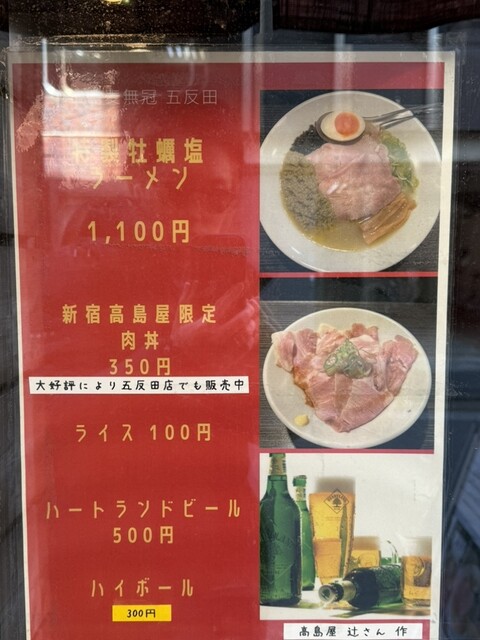 無冠 五反田
特製牡蠣塩
ラーメン
1,100円
新宿高島屋限定
肉丼
350円
大好評により五反田店でも販売中
ライス 100円
ハートランドビール
500円
ハイボール
300円
高島屋 辻さん 作